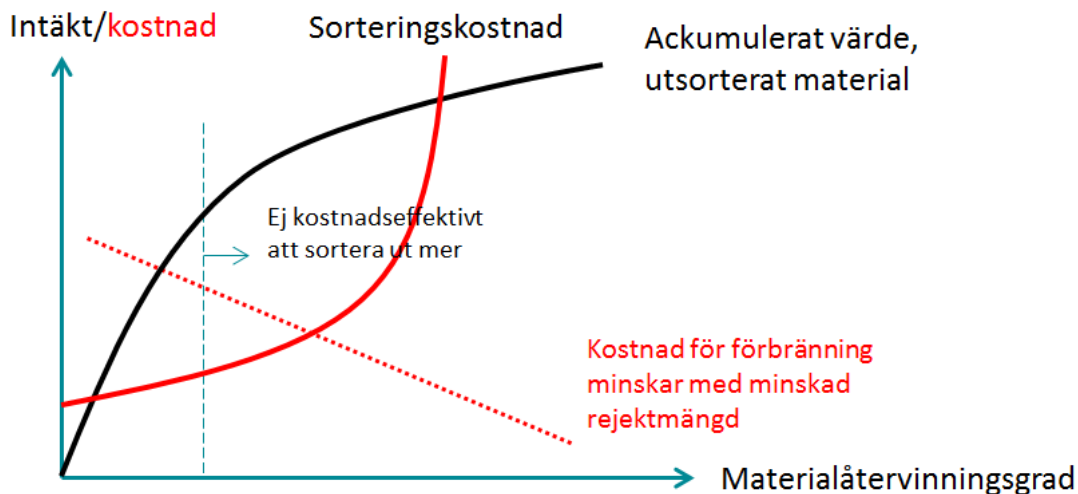 Intäkt/kostnad
Sorteringskostnad
Ackumulerat värde,
utsorterat material
Ej kostnadseffektivt
att sortera ut mer
Kostnad för förbränning
minskar med minskad
rejektmängd
Materialåtervinningsgrad